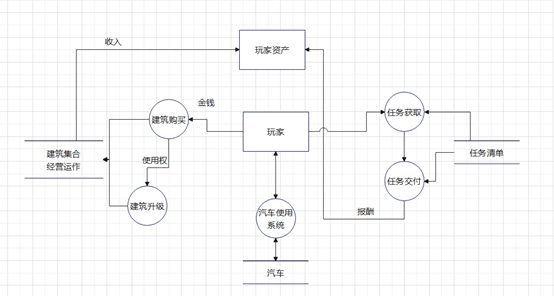 收入
玩家资产
金钱
建筑购买
玩家
任务获取
建筑集合
经营运作
使用权
任务清单
任务交付
建筑升级
汽车使用
系统
报酬
汽车